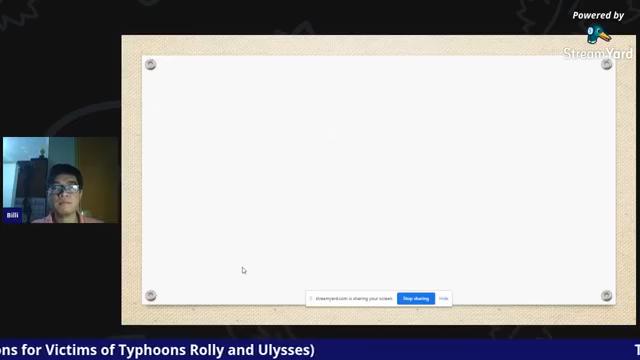 Powered by
StreamYard
Billi
streamyard.com is sharing your screen.
Stop sharing
Hide
ons for Victims of Typhoons Rolly and Ulysses)
T